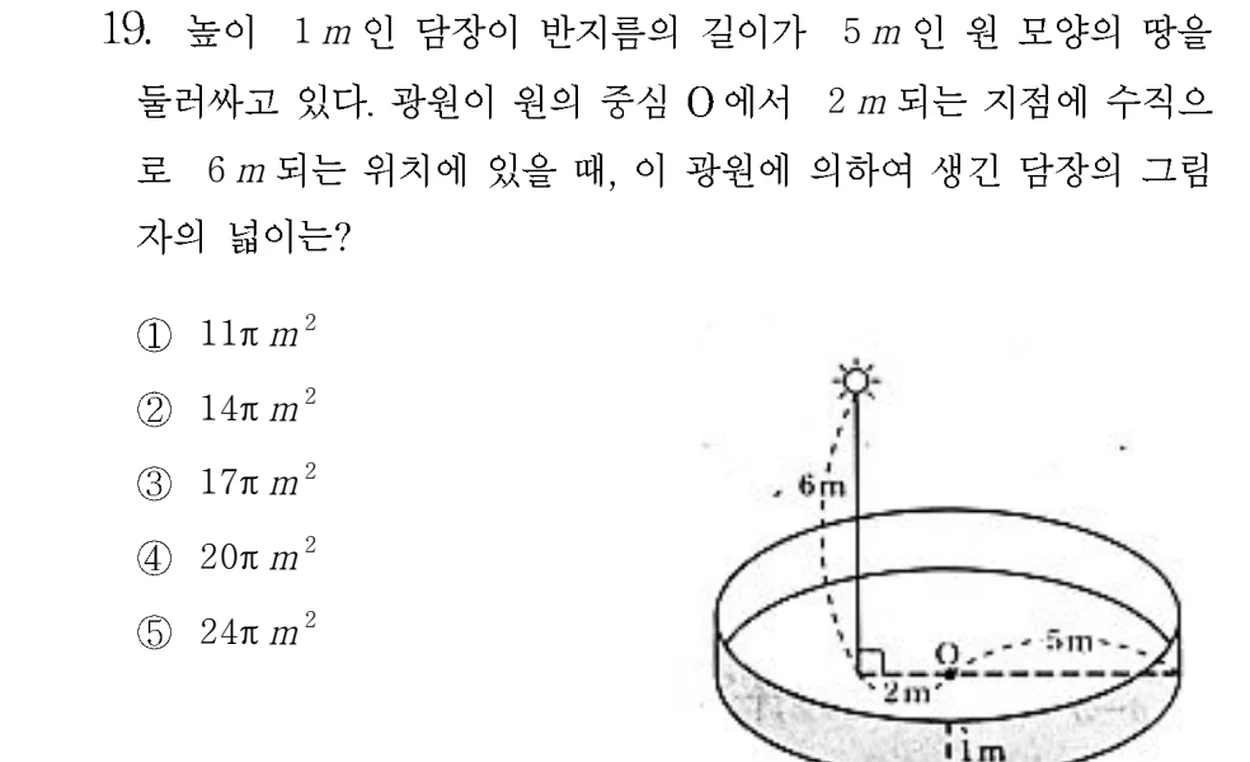 19. 높이 1 m인 담장이 반지름의 길이가 5 m인 원 모양의 땅을
둘러싸고 있다. 광원이 원의 중심 O에서 2 m되는 지점에 수직으
로 6 m되는 위치에 있을 때, 이 광원에 의하여 생긴 담장의 그림
자의 넓이는?
① 11π m²
② 14π m²
③ 17π m²
④ 20π m²
⑤ 24π m²
6m
O
5m
2m
1m